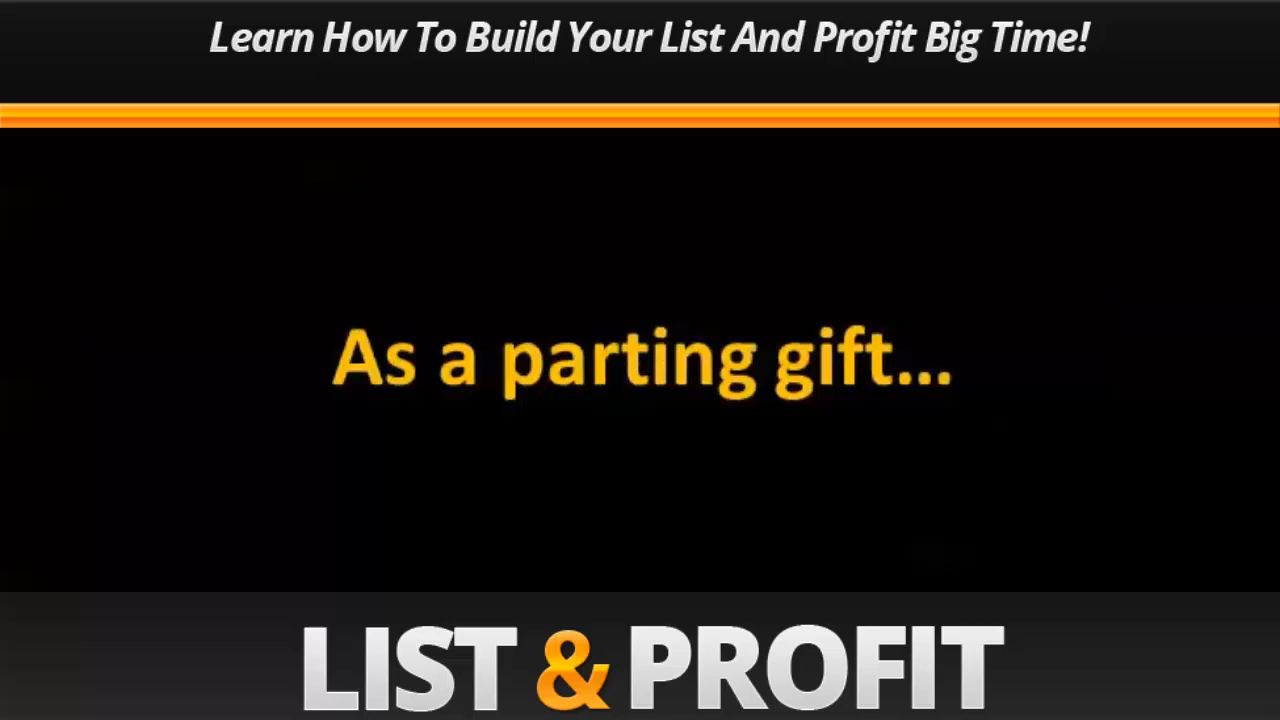 Learn How To Build Your List And Profit Big Time!
As a parting gift...
LIST & PROFIT